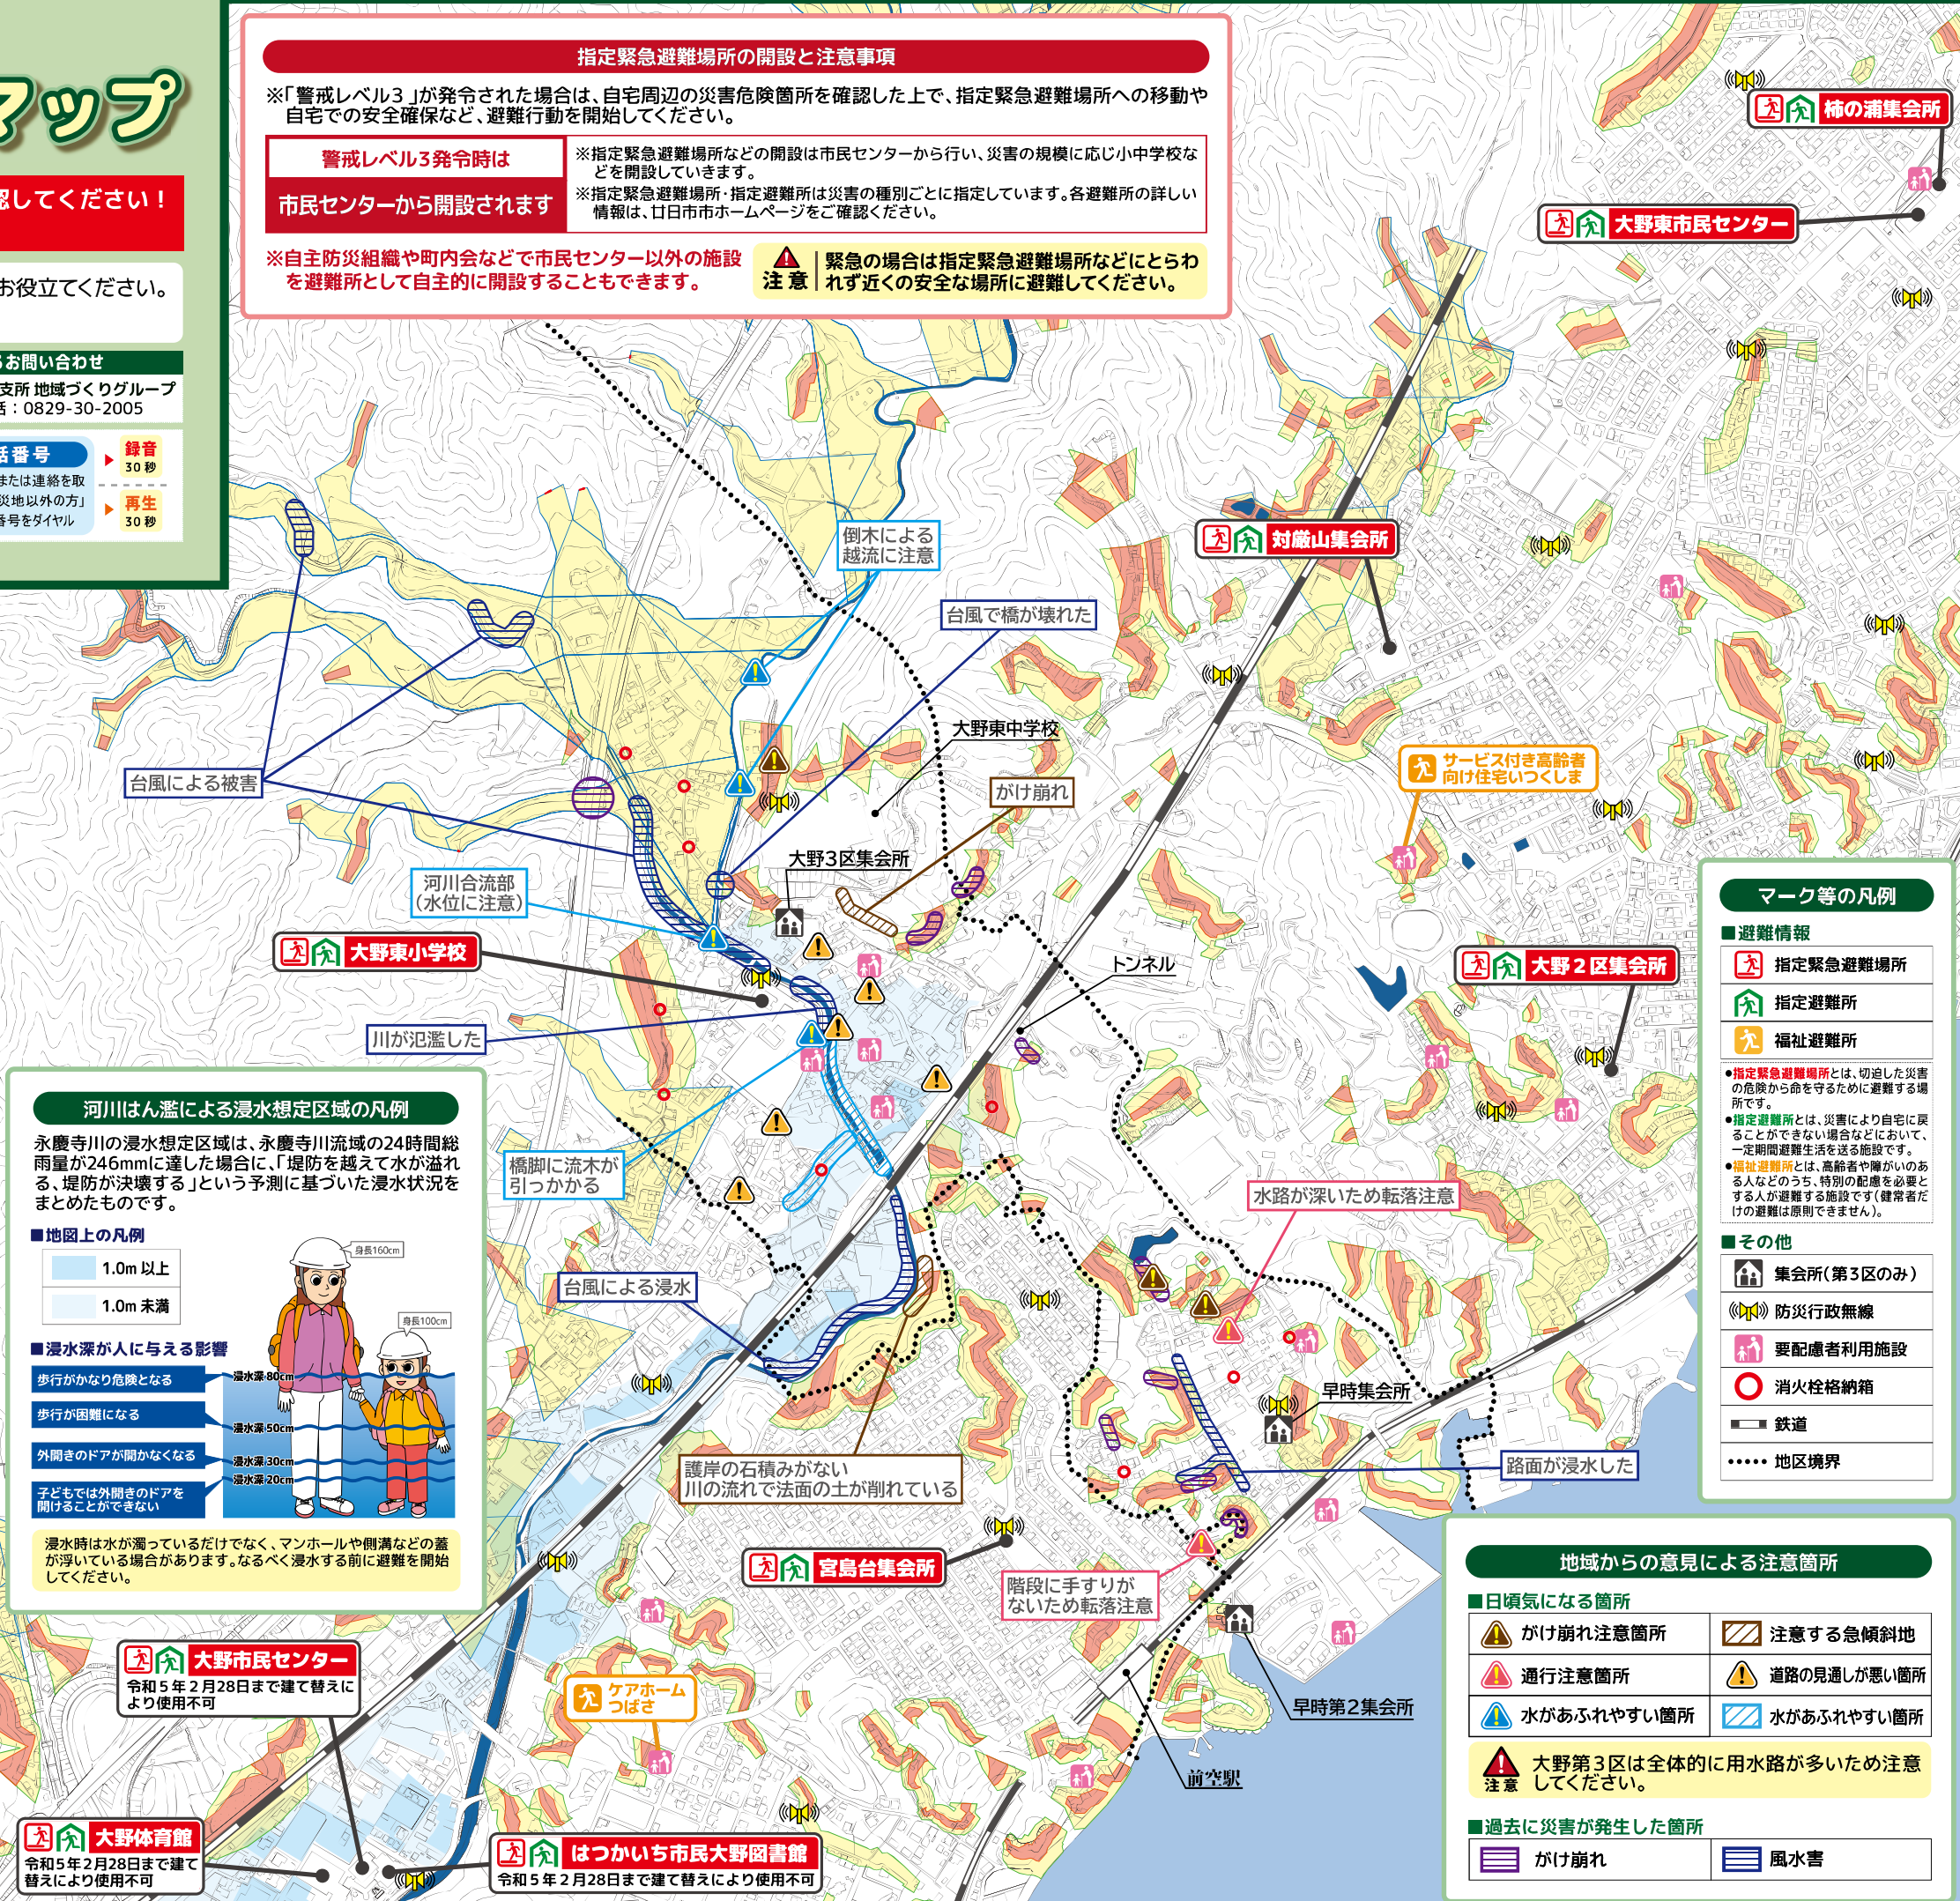 マップ
認してください！
お役立てください。
お問い合わせ
支所 地域づくりグループ
：0829-30-2005
番号
または連絡を取
災地以外の方」
番号をダイヤル
録音
30秒
再生
30秒
指定緊急避難場所の開設と注意事項
※「警戒レベル3」が発令された場合は、自宅周辺の災害危険箇所を確認した上で、指定緊急避難場所への移動や
自宅での安全確保など、避難行動を開始してください。
警戒レベル3発令時は
市民センターから開設されます
※指定緊急避難場所などの開設は市民センターから行い、災害の規模に応じ小中学校な
どを開設していきます。
※指定緊急避難場所・指定避難所は災害の種別ごとに指定しています。各避難所の詳しい
情報は、廿日市市ホームページをご確認ください。
※自主防災組織や町内会などで市民センター以外の施設
を避難所として自主的に開設することもできます。
注意
緊急の場合は指定緊急避難場所などにとらわ
れず近くの安全な場所に避難してください。
柿の浦集会所
大野東市民センター
対厳山集会所
倒木による
越流に注意
台風で橋が壊れた
大野東中学校
サービス付き高齢者
向け住宅いつくしま
台風による被害
がけ崩れ
大野3区集会所
河川合流部
（水位に注意）
大野東小学校
トンネル
大野2区集会所
川が氾濫した
橋脚に流木が
引っかかる
水路が深いため転落注意
台風による浸水
早時集会所
護岸の石積みがない
川の流れで法面の土が削れている
路面が浸水した
宮島台集会所
階段に手すりが
ないため転落注意
早時第2集会所
前空駅
ケアホーム
つばさ
大野市民センター
令和5年2月28日まで建て替えに
より使用不可
大野体育館
令和5年2月28日まで建て
替えにより使用不可
はつかいち市民大野図書館
令和5年2月28日まで建て替えにより使用不可
河川はん濫による浸水想定区域の凡例
永慶寺川の浸水想定区域は、永慶寺川流域の24時間総
雨量が246mmに達した場合に、「堤防を越えて水が溢れ
る、堤防が決壊する」という予測に基づいた浸水状況を
まとめたものです。
■地図上の凡例
1.0m 以上
1.0m 未満
身長160cm
身長100cm
■浸水深が人に与える影響
歩行がかなり危険となる
歩行が困難になる
外開きのドアが開かなくなる
子どもでは外開きのドアを
開けることができない
浸水深80cm
浸水深50cm
浸水深30cm
浸水深20cm
浸水時は水が濁っているだけでなく、マンホールや側溝などの蓋
が浮いている場合があります。なるべく浸水する前に避難を開始
してください。
マーク等の凡例
■避難情報
指定緊急避難場所
指定避難所
福祉避難所
●指定緊急避難場所とは、切迫した災害
の危険から命を守るために避難する場
所です。
●指定避難所とは、災害により自宅に戻
ることができない場合などにおいて、
一定期間避難生活を送る施設です。
●福祉避難所とは、高齢者や障がいのあ
る人などのうち、特別の配慮を必要と
する人が避難する施設です（健常者だ
けの避難は原則できません）。
■その他
集会所（第3区のみ）
防災行政無線
要配慮者利用施設
消火栓格納箱
鉄道
地区境界
地域からの意見による注意箇所
■日頃気になる箇所
がけ崩れ注意箇所
注意する急傾斜地
通行注意箇所
道路の見通しが悪い箇所
水があふれやすい箇所
水があふれやすい箇所
注意
大野第3区は全体的に用水路が多いため注意
してください。
■過去に災害が発生した箇所
がけ崩れ
風水害